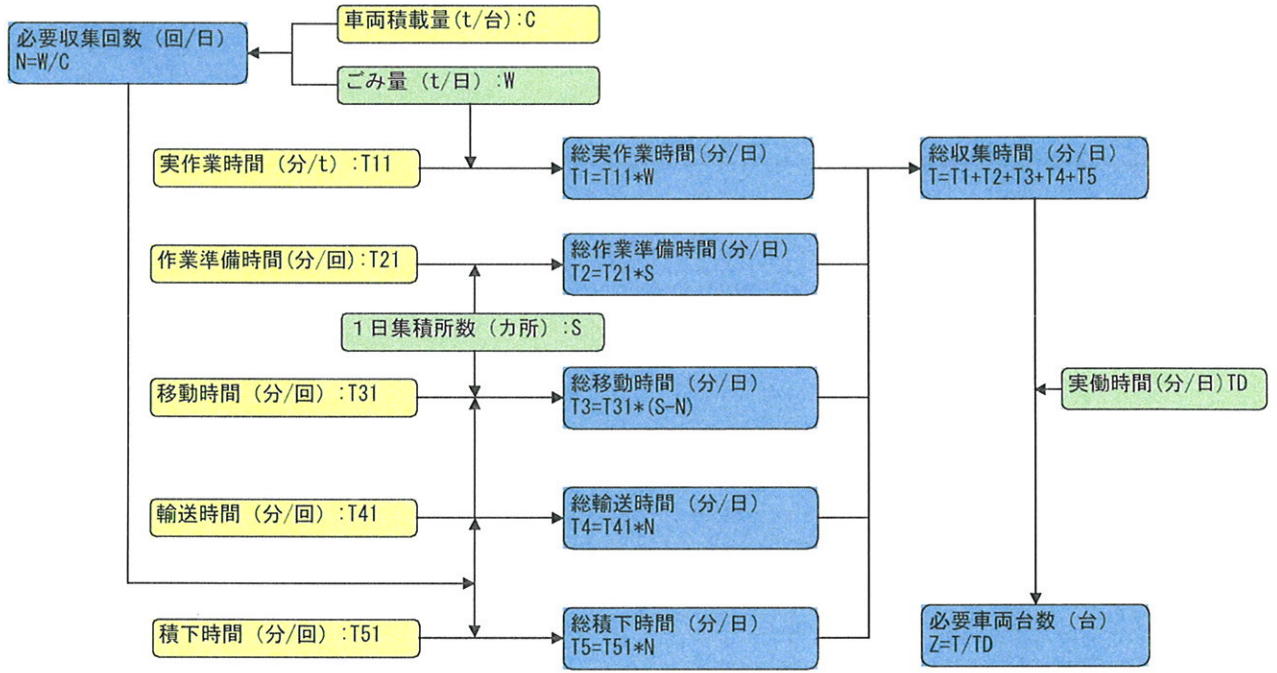 必要収集回数（回/日）
N=W/C
車両積載量(t/台):C
ごみ量（t/日）:W
実作業時間（分/t）:T11
総実作業時間(分/日)
T1=T11*W
総収集時間（分/日）
T=T1+T2+T3+T4+T5
作業準備時間(分/回):T21
総作業準備時間(分/日)
T2=T21*S
１日集積所数（カ所）:S
移動時間（分/回）:T31
総移動時間（分/日）
T3=T31*(S-N)
実働時間(分/日)TD
輸送時間（分/回）:T41
総輸送時間（分/日）
T4=T41*N
積下時間（分/回）:T51
総積下時間（分/日）
T5=T51*N
必要車両台数（台）
Z=T/TD